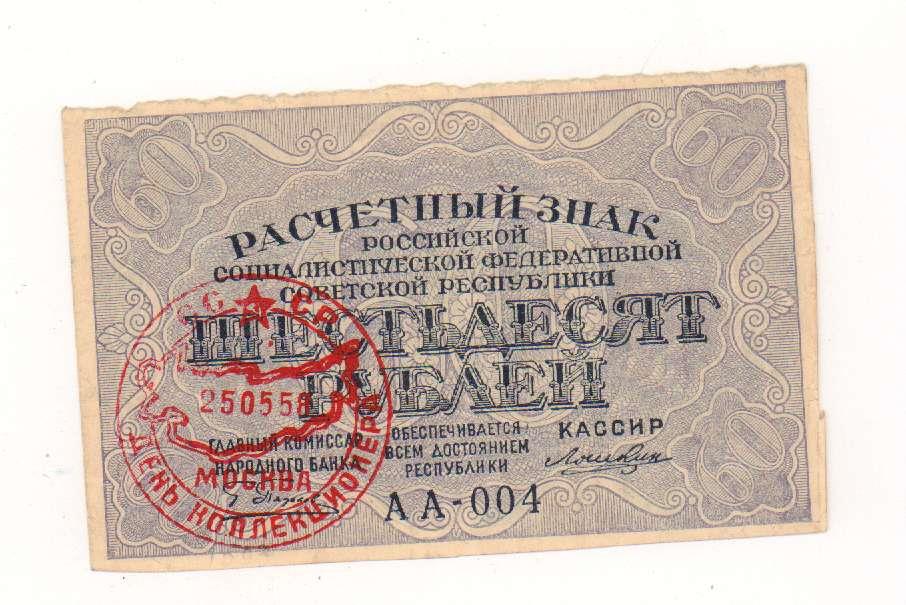 60
60
РАСЧЕТНЫЙ ЗНАК
РОССИЙСКОЙ
СОЦИАЛИСТИЧЕСКОЙ ФЕДЕРАТИВНОЙ
СОВЕТСКОЙ РЕСПУБЛИКИ
ШЕСТЬДЕСЯТ
РУБЛЕЙ
ГЛАВНЫЙ КОМИССАР
НАРОДНОГО БАНКА
ОБЕСПЕЧИВАЕТСЯ
ВСЕМ ДОСТОЯНИЕМ
РЕСПУБЛИКИ
КАССИР
АА-004
60
250558
МОСКВА
ДЕНЬ КОЛЛЕКЦИОНЕРА